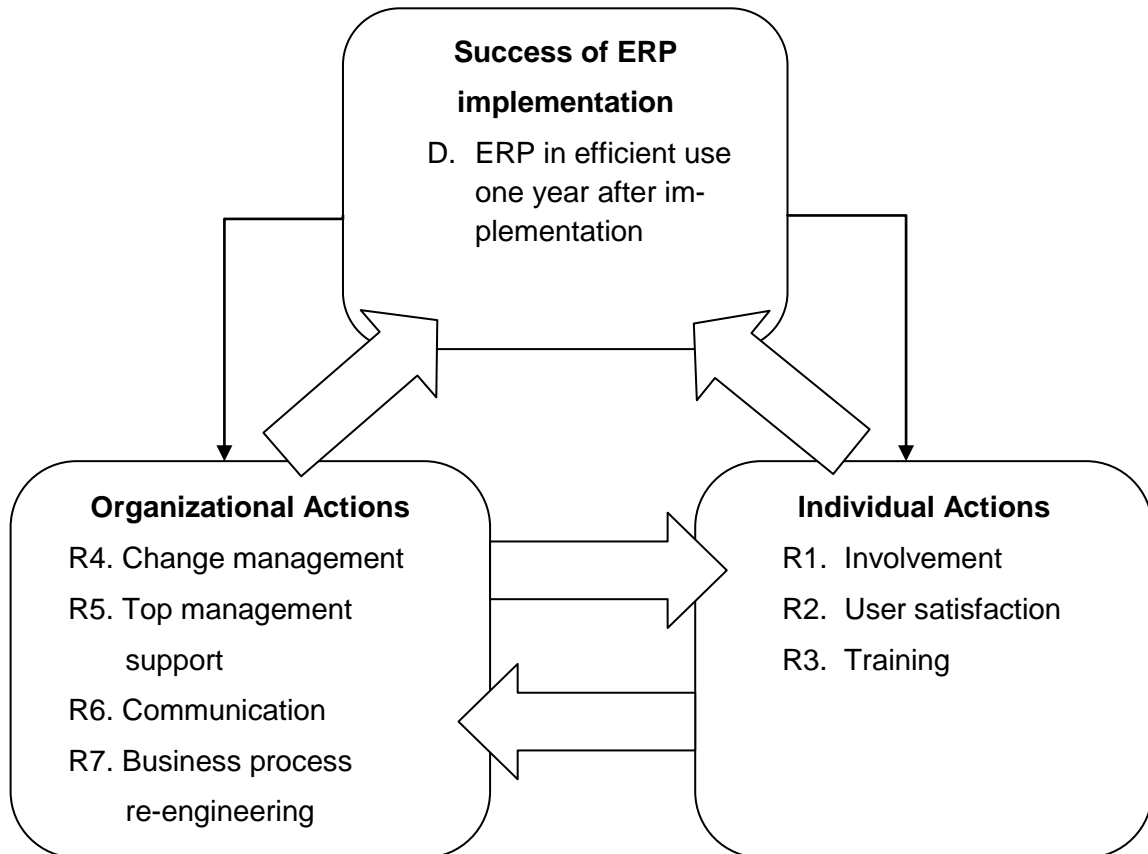 Success of ERP
implementation
D. ERP in efficient use
one year after im-
plementation
Organizational Actions
R4. Change management
R5. Top management
support
R6. Communication
R7. Business process
re-engineering
Individual Actions
R1. Involvement
R2. User satisfaction
R3. Training